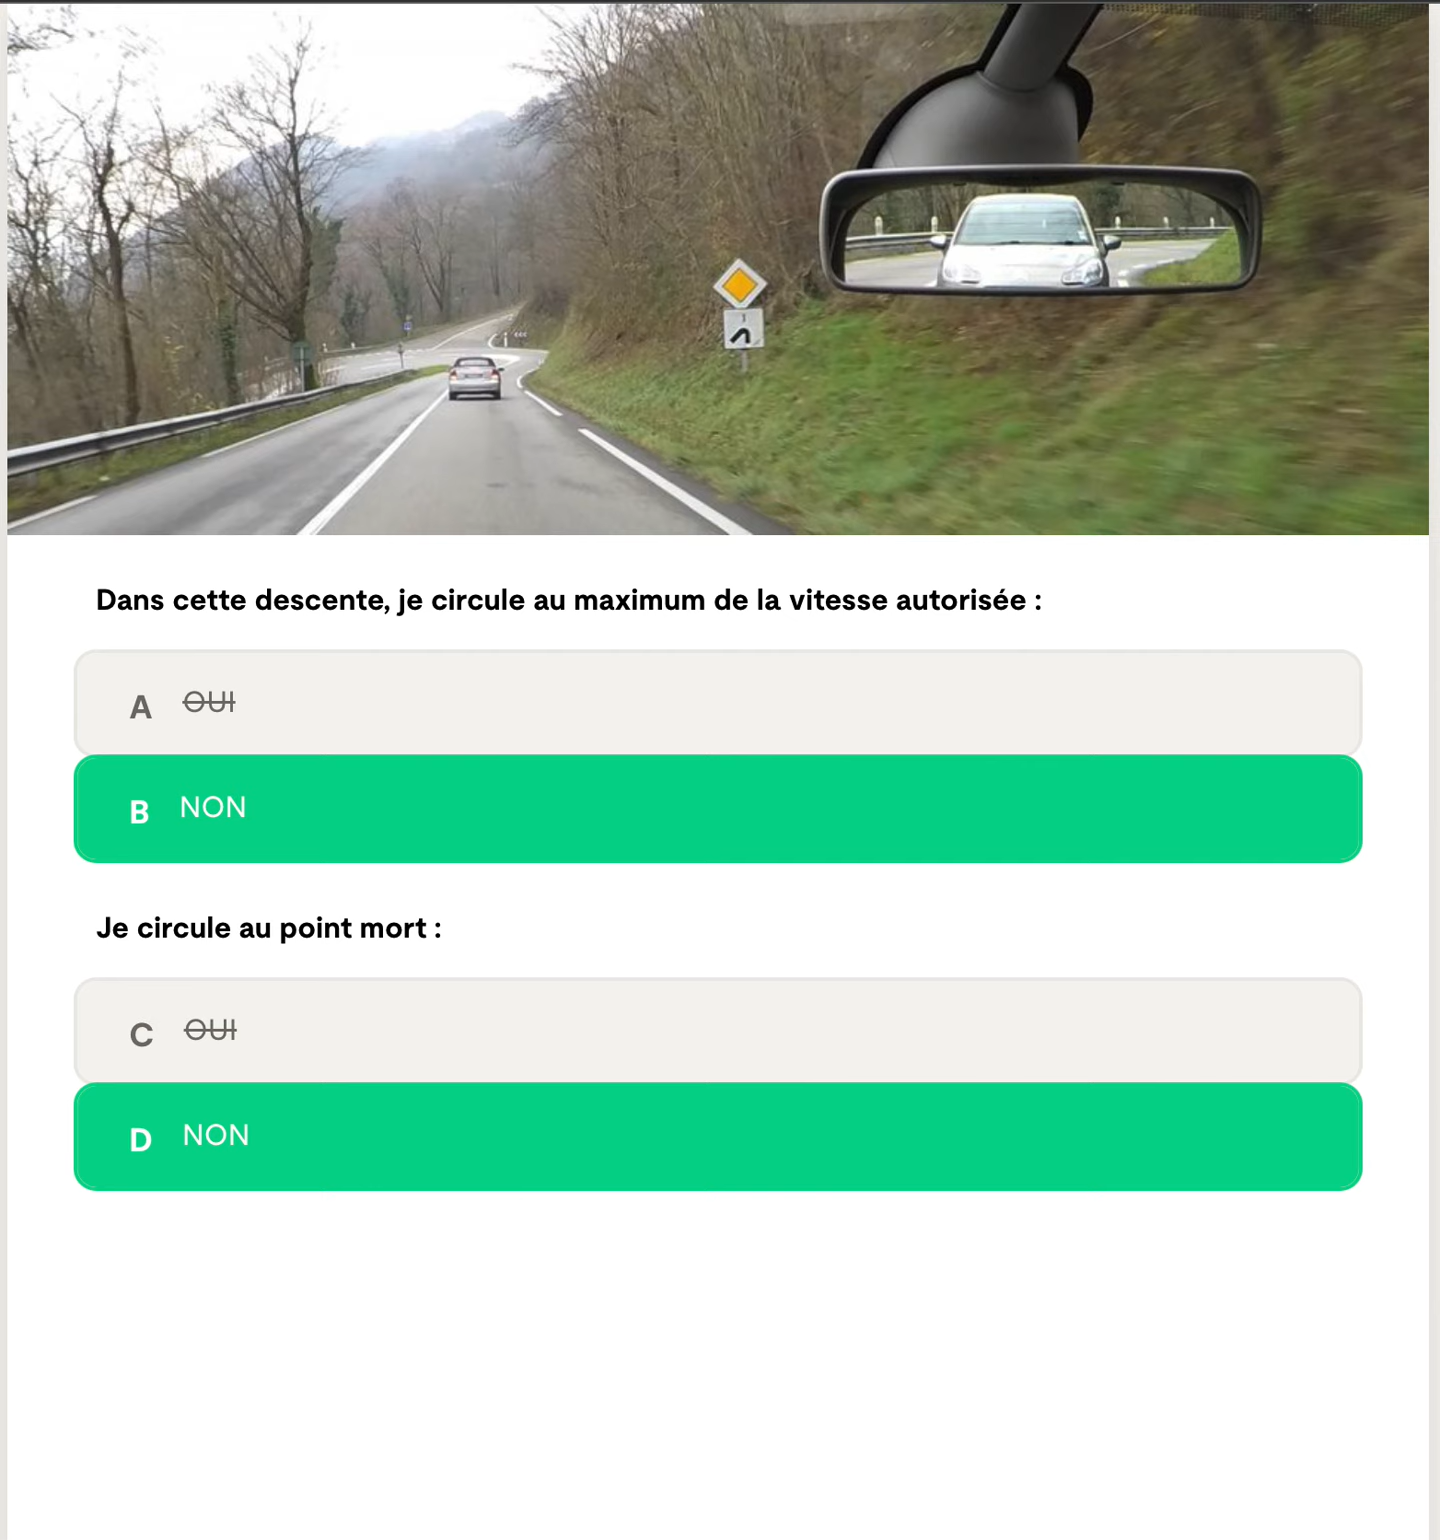 Dans cette descente, je circule au maximum de la vitesse autorisée :
A OUI
B NON
Je circule au point mort :
C OUI
D NON